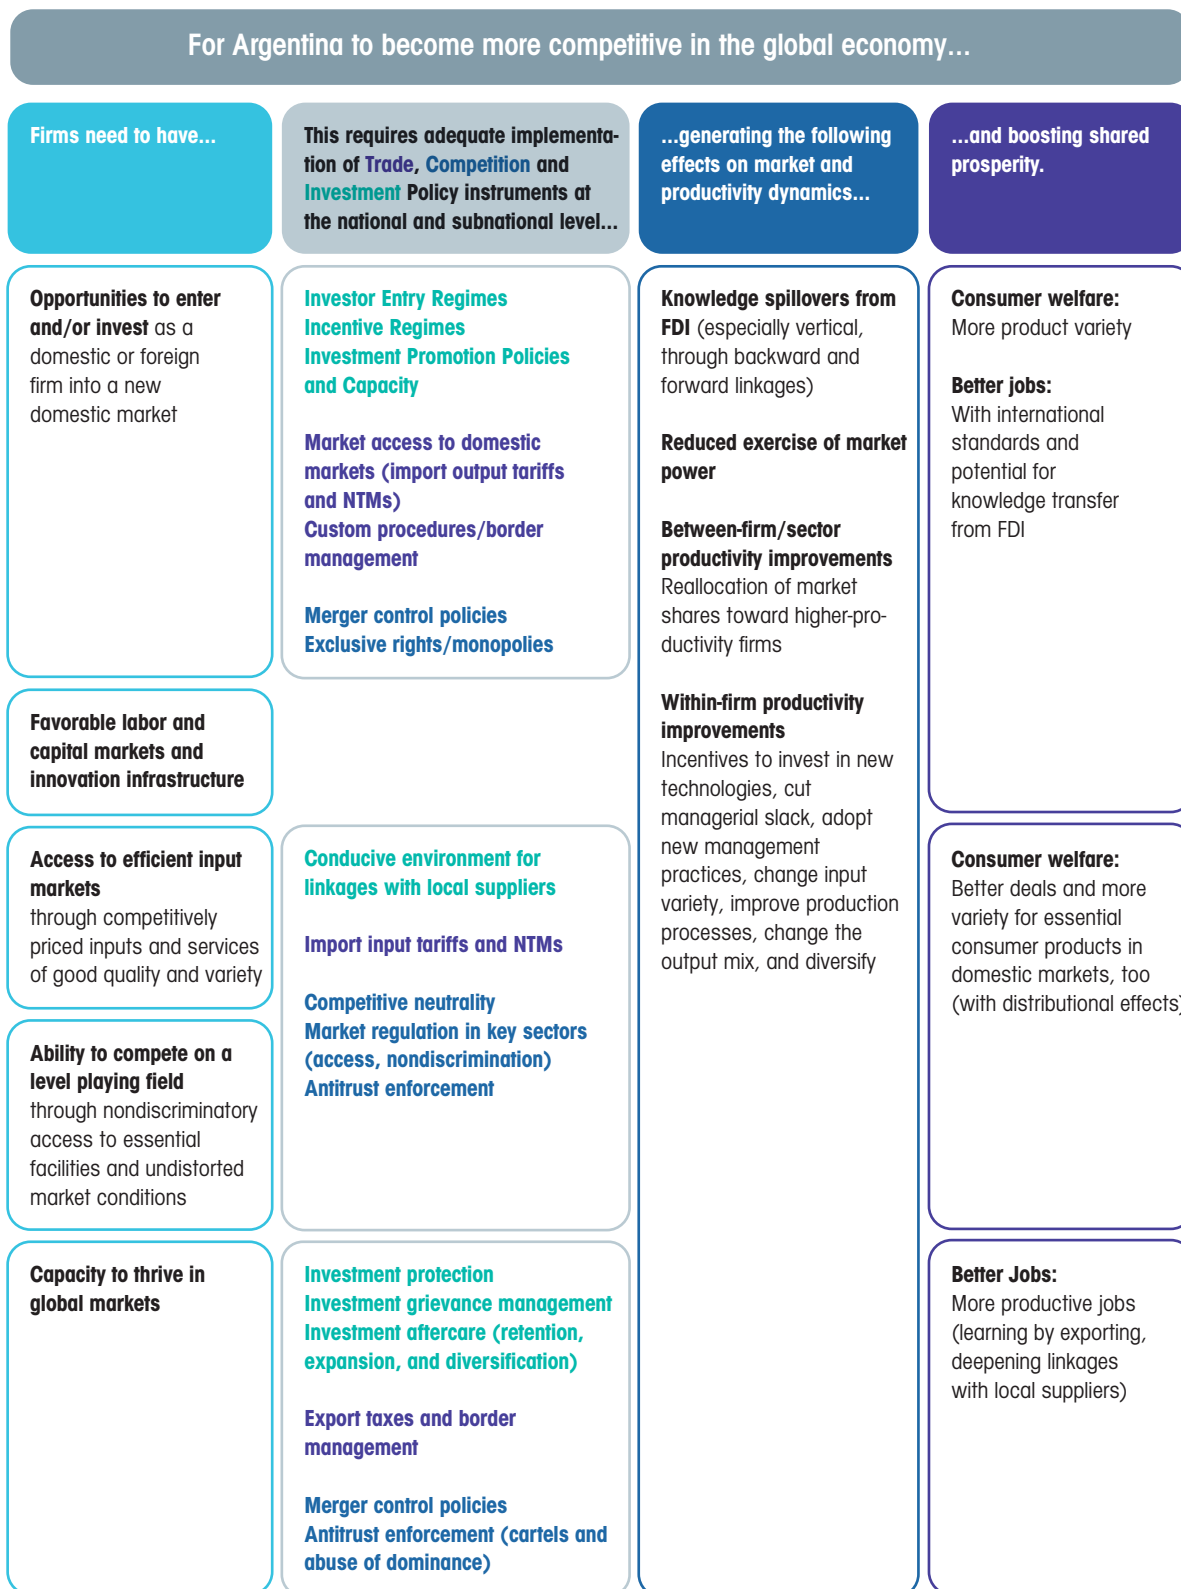 For Argentina to become more competitive in the global economy...
Firms need to have...
This requires adequate implementa-
tion of Trade, Competition and
Investment Policy instruments at
the national and subnational level...
...generating the following
effects on market and
productivity dynamics...
...and boosting shared
prosperity.
Opportunities to enter
and/or invest as a
domestic or foreign
firm into a new
domestic market
Investor Entry Regimes
Incentive Regimes
Investment Promotion Policies
and Capacity
Market access to domestic
markets (import output tariffs
and NTMs)
Custom procedures/border
management
Merger control policies
Exclusive rights/monopolies
Knowledge spillovers from
FDI (especially vertical,
through backward and
forward linkages)
Reduced exercise of market
power
Between-firm/sector
productivity improvements
Reallocation of market
shares toward higher-pro-
ductivity firms
Within-firm productivity
improvements
Incentives to invest in new
technologies, cut
managerial slack, adopt
new management
practices, change input
variety, improve production
processes, change the
output mix, and diversify
Consumer welfare:
More product variety
Better jobs:
With international
standards and
potential for
knowledge transfer
from FDI
Favorable labor and
capital markets and
innovation infrastructure
Access to efficient input
markets
through competitively
priced inputs and services
of good quality and variety
Conducive environment for
linkages with local suppliers
Import input tariffs and NTMs
Competitive neutrality
Market regulation in key sectors
(access, nondiscrimination)
Antitrust enforcement
Consumer welfare:
Better deals and more
variety for essential
consumer products in
domestic markets, too
(with distributional effects)
Ability to compete on a
level playing field
through nondiscriminatory
access to essential
facilities and undistorted
market conditions
Capacity to thrive in
global markets
Investment protection
Investment grievance management
Investment aftercare (retention,
expansion, and diversification)
Export taxes and border
management
Merger control policies
Antitrust enforcement (cartels and
abuse of dominance)
Better Jobs:
More productive jobs
(learning by exporting,
deepening linkages
with local suppliers)